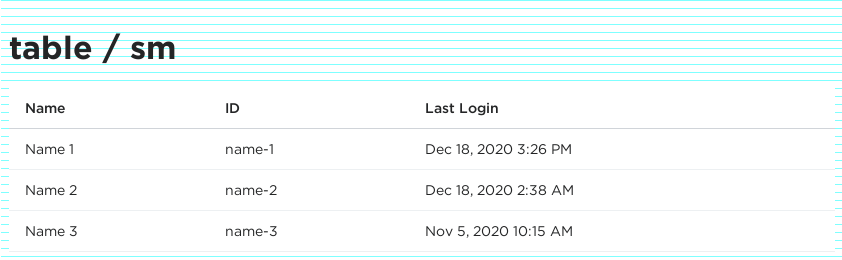 table / sm
Name ID Last Login
Name 1 name-1 Dec 18, 2020 3:26 PM
Name 2 name-2 Dec 18, 2020 2:38 AM
Name 3 name-3 Nov 5, 2020 10:15 AM